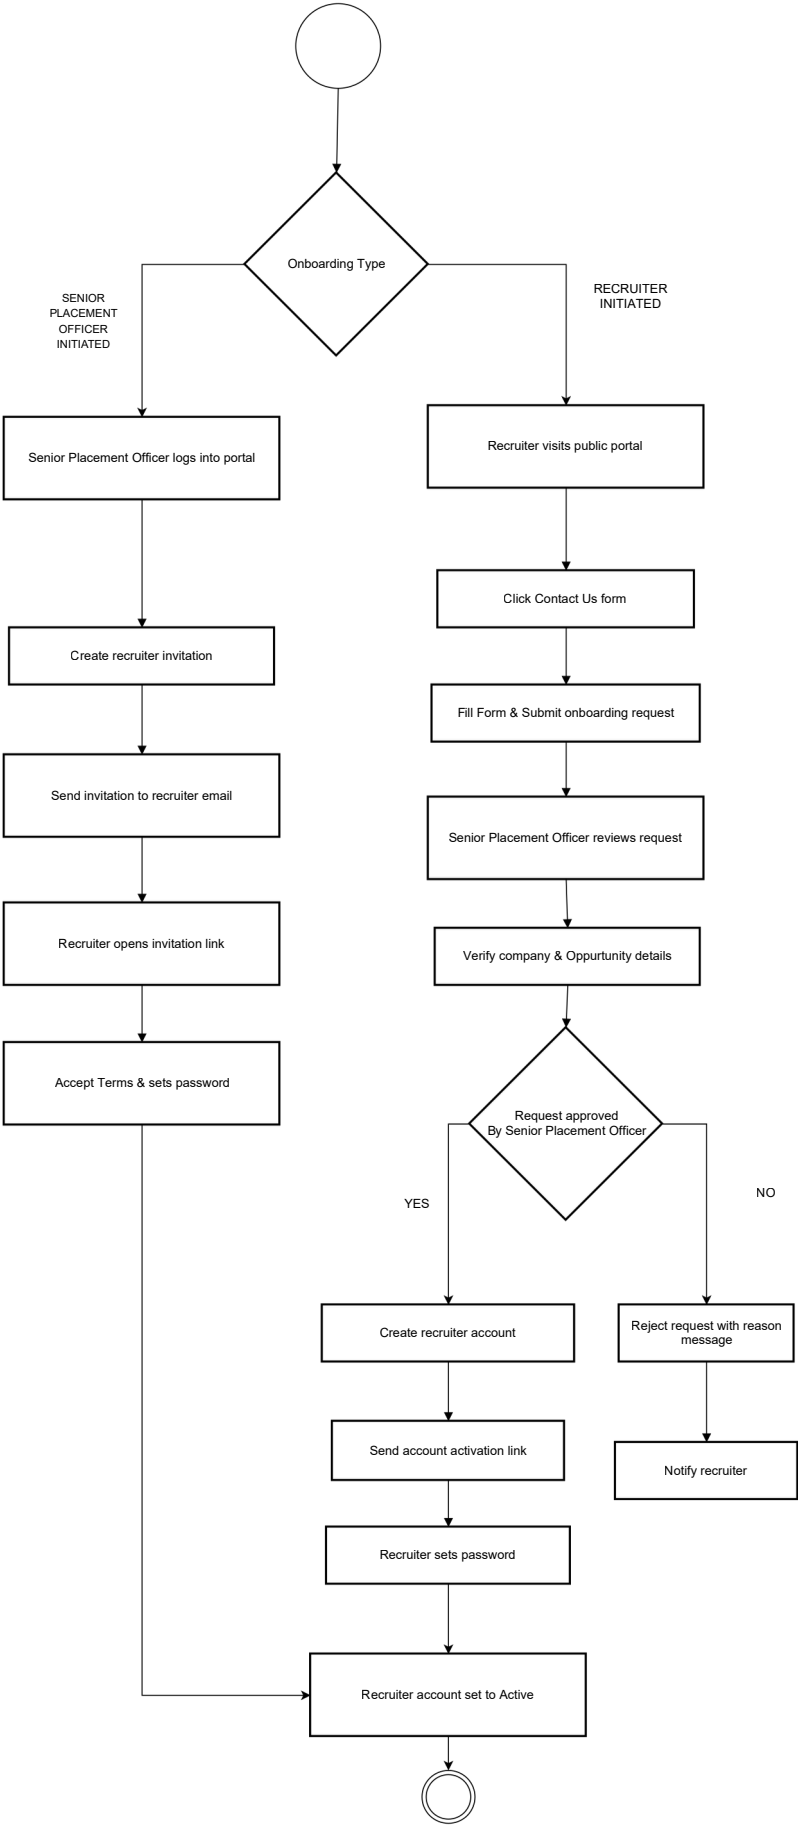 Onboarding Type
SENIOR
PLACEMENT
OFFICER
INITIATED
RECRUITER
INITIATED
Senior Placement Officer logs into portal
Create recruiter invitation
Send invitation to recruiter email
Recruiter opens invitation link
Accept Terms & sets password
Recruiter visits public portal
Click Contact Us form
Fill Form & Submit onboarding request
Senior Placement Officer reviews request
Verify company & Oppurtunity details
Request approved
By Senior Placement Officer
YES
NO
Create recruiter account
Send account activation link
Recruiter sets password
Reject request with reason
message
Notify recruiter
Recruiter account set to Active